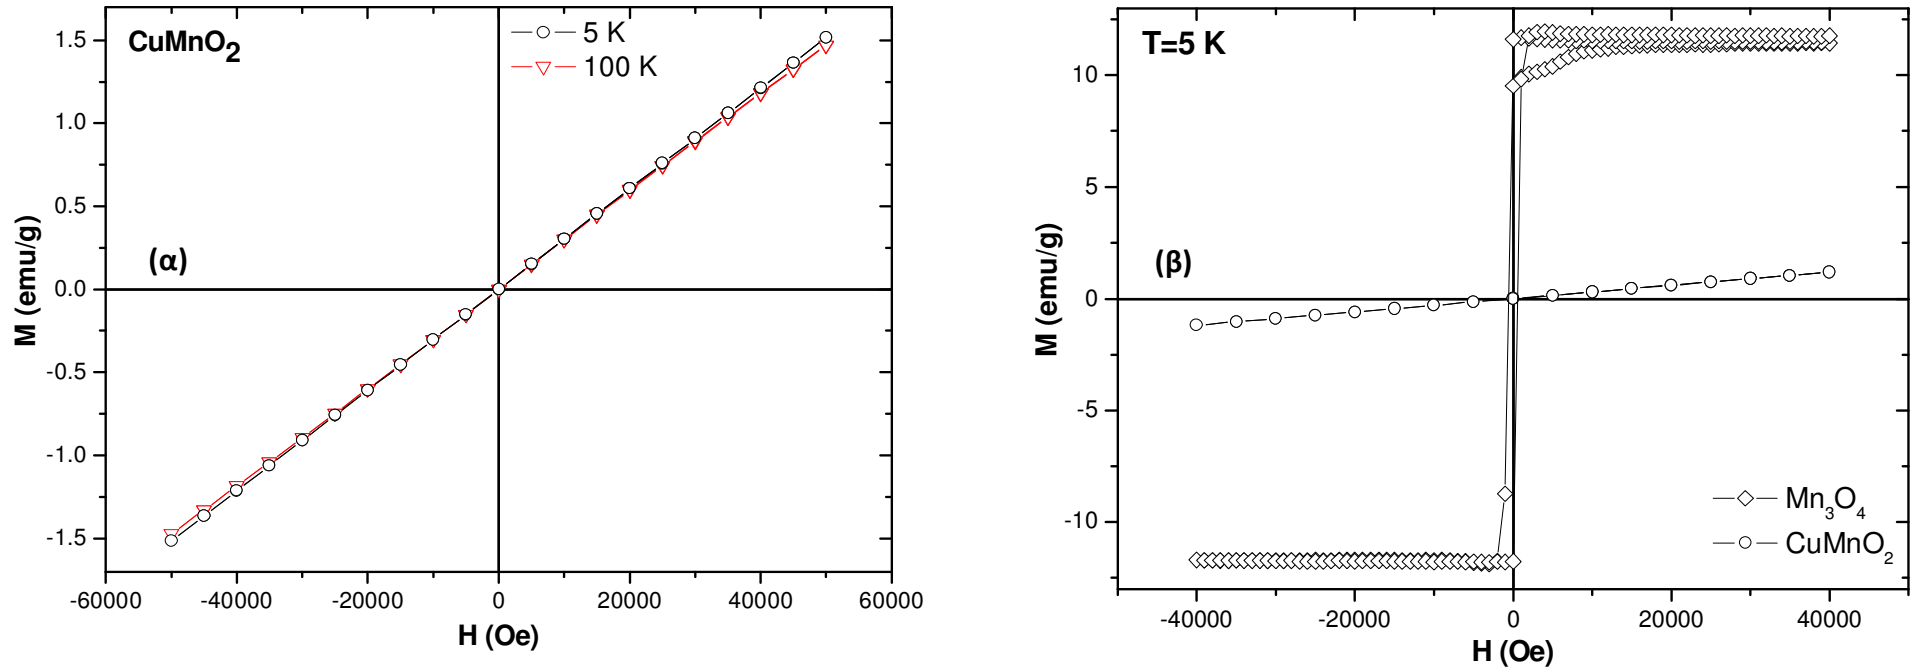 CuMnO2
5 K
100 K
(α)
M (emu/g)
1.5
1.0
0.5
0.0
-0.5
-1.0
-1.5
-60000 -40000 -20000 0 20000 40000 60000
H (Oe)
T=5 K
(β)
M (emu/g)
10
5
0
-5
-10
Mn3O4
CuMnO2
-40000 -20000 0 20000 40000
H (Oe)